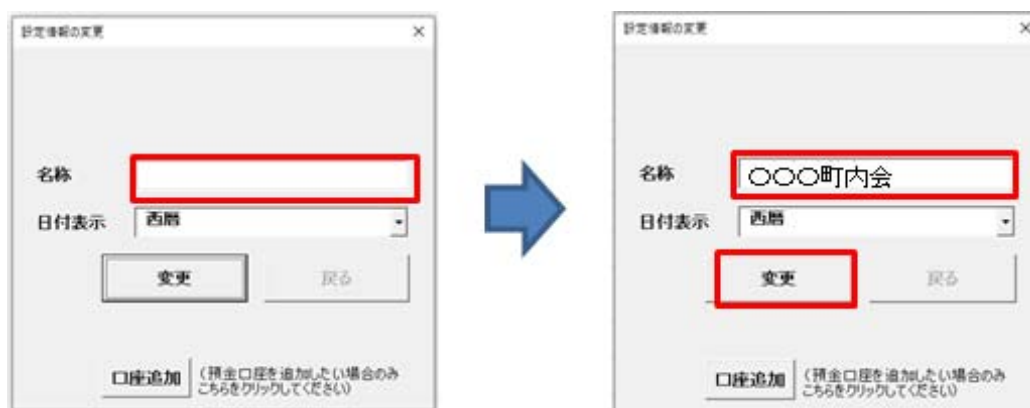 設定情報の変更
名称
日付表示 西暦
変更 戻る
口座追加 (預金口座を追加したい場合のみ
こちらをクリックしてください)
設定情報の変更
名称 〇〇〇町内会
日付表示 西暦
変更 戻る
口座追加 (預金口座を追加したい場合のみ
こちらをクリックしてください)